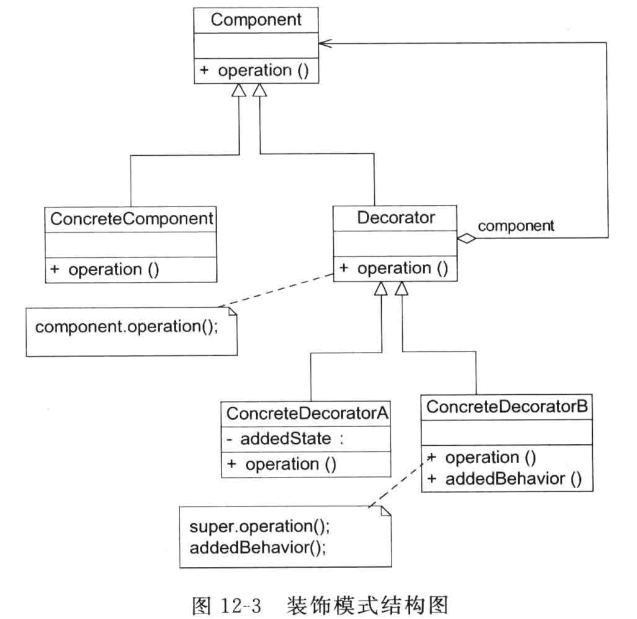 Component
+ operation ()
ConcreteComponent
+ operation ()
Decorator
+ operation ()
component
component.operation();
ConcreteDecoratorA
- addedState :
+ operation ()
ConcreteDecoratorB
+ operation ()
+ addedBehavior ()
super.operation();
addedBehavior();
图 12-3 装饰模式结构图